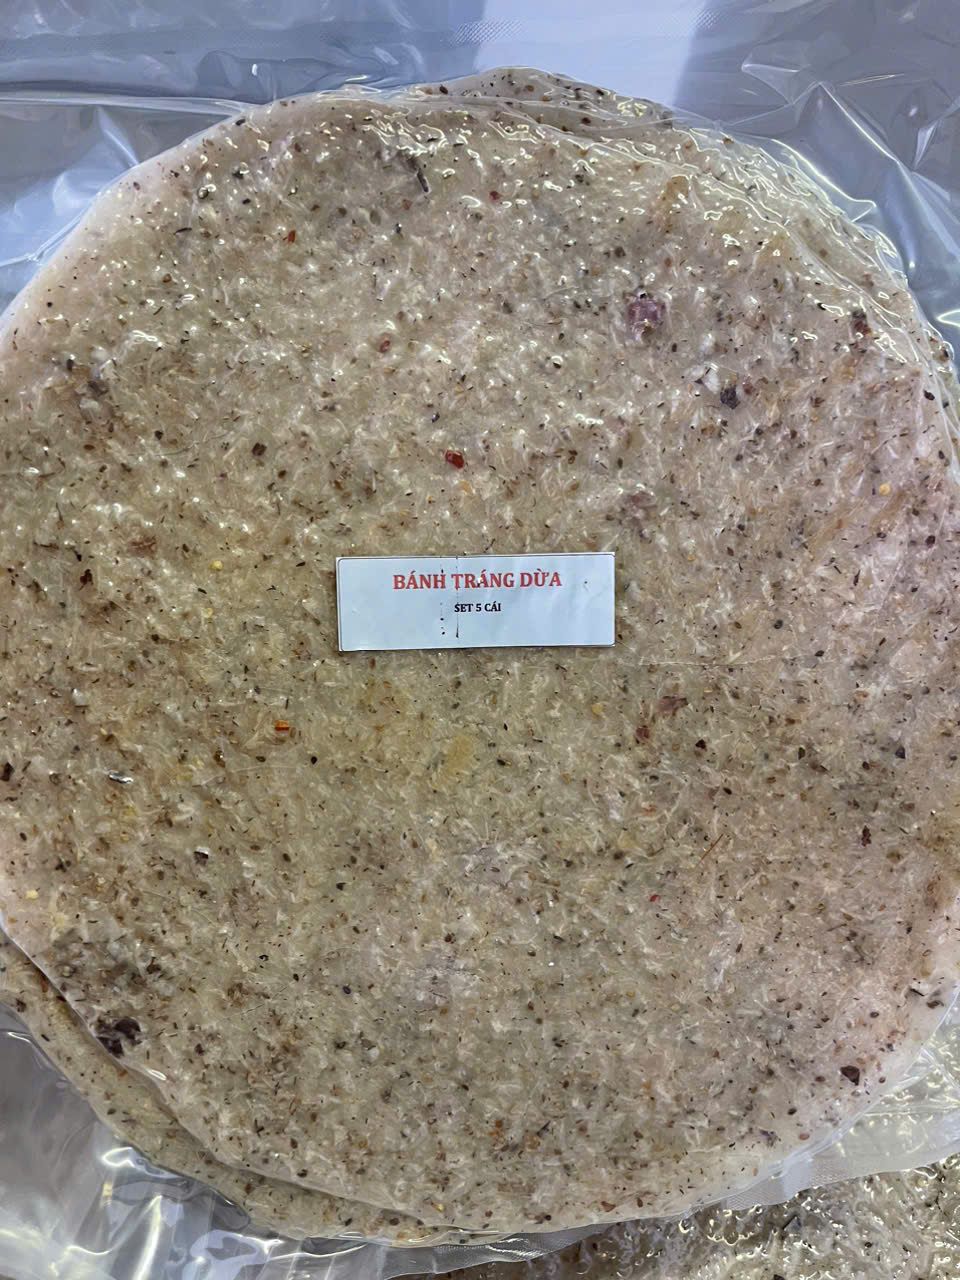 BÁNH TRÁNG DỪA
SET 5 CÁI